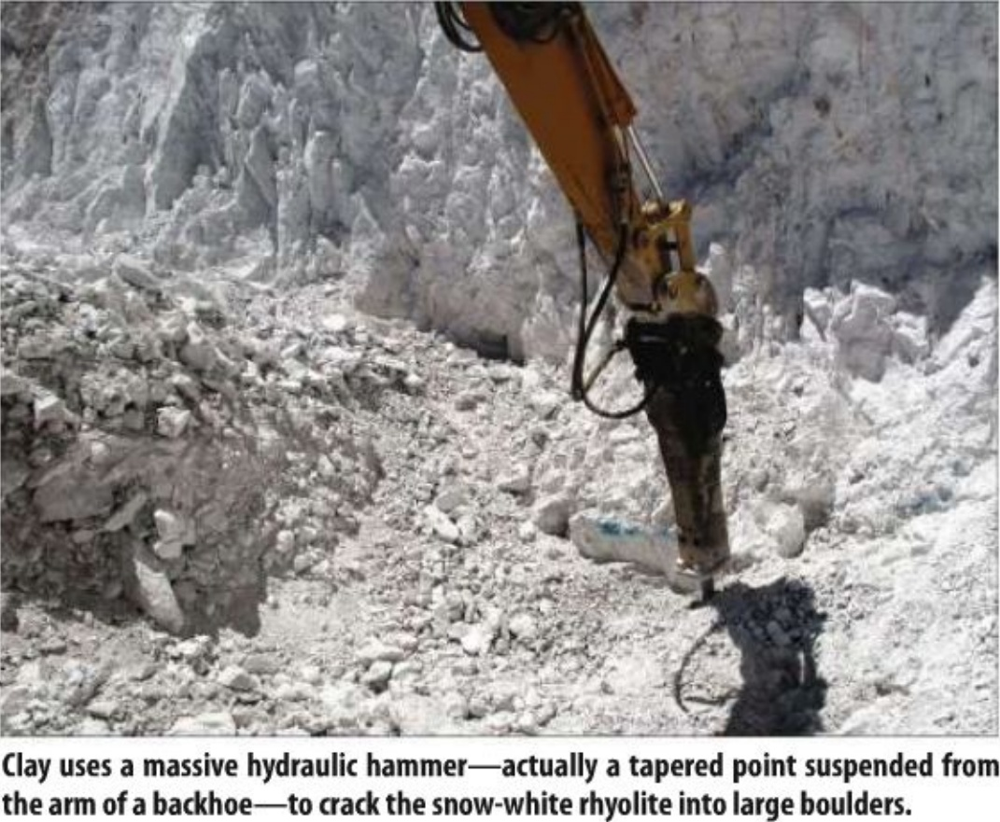 Clay uses a massive hydraulic hammer—actually a tapered point suspended from
the arm of a backhoe—to crack the snow-white rhyolite into large boulders.